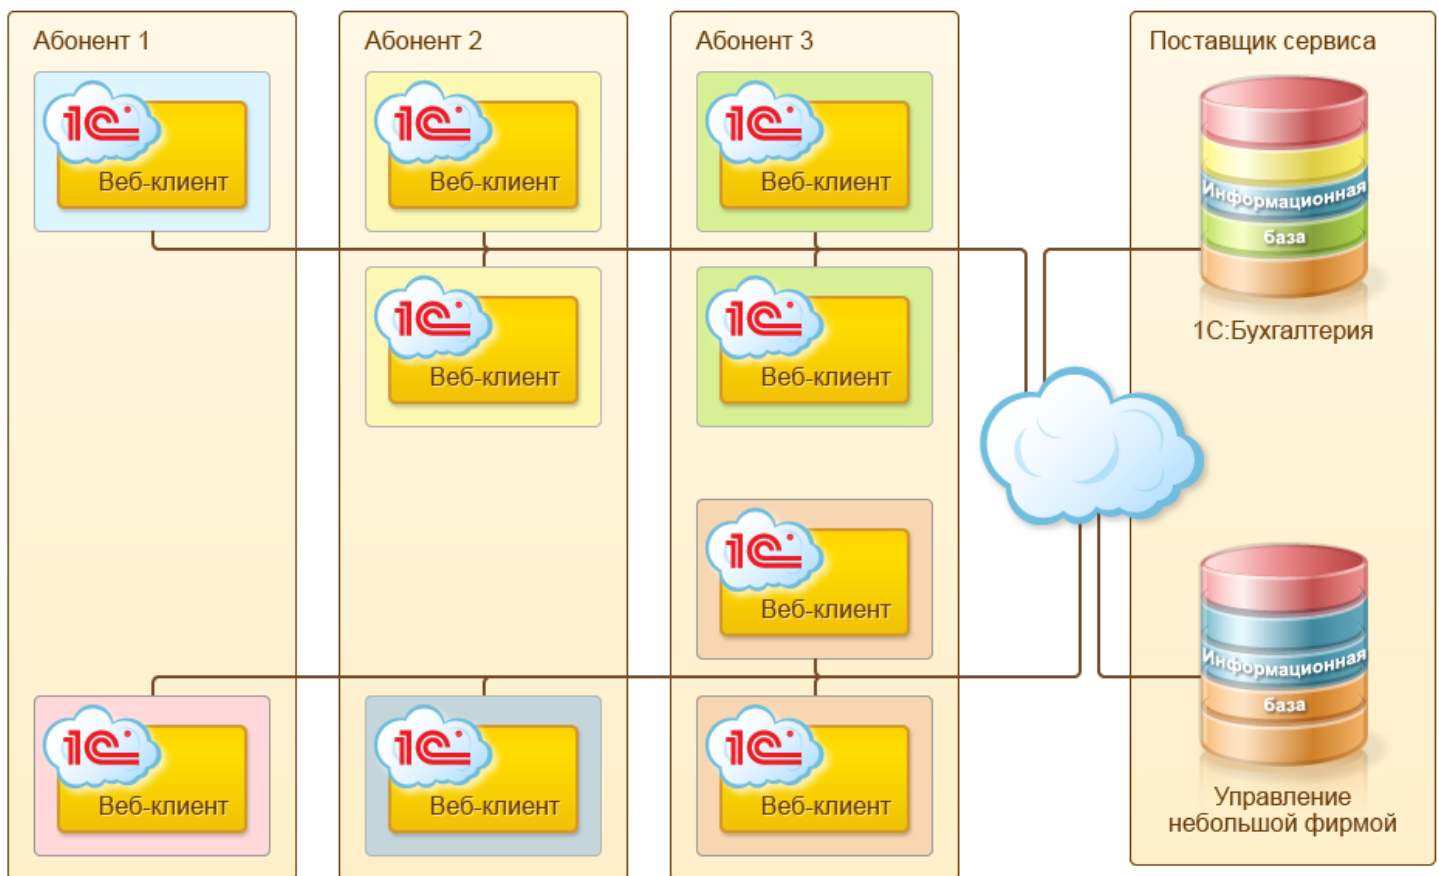 Абонент 1
Абонент 2
Абонент 3
Поставщик сервиса
1С
Веб-клиент
1С
Веб-клиент
1С
Веб-клиент
Информационная
база
1С:Бухгалтерия
1С
Веб-клиент
1С
Веб-клиент
1С
Веб-клиент
Информационная
база
Управление
небольшой фирмой
1С
Веб-клиент
1С
Веб-клиент
1С
Веб-клиент